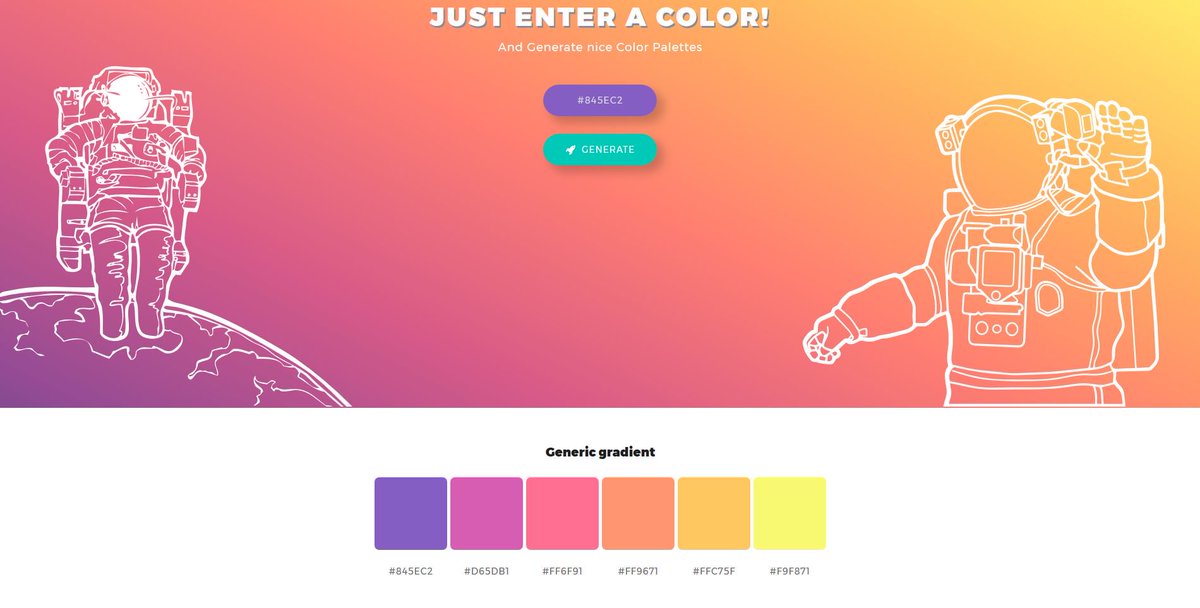 JUST ENTER A COLOR!
And Generate nice Color Palettes
#845EC2
GENERATE
Generic gradient
#845EC2 #D65DB1 #FF6F91 #FF9671 #FFC75F #F9F871